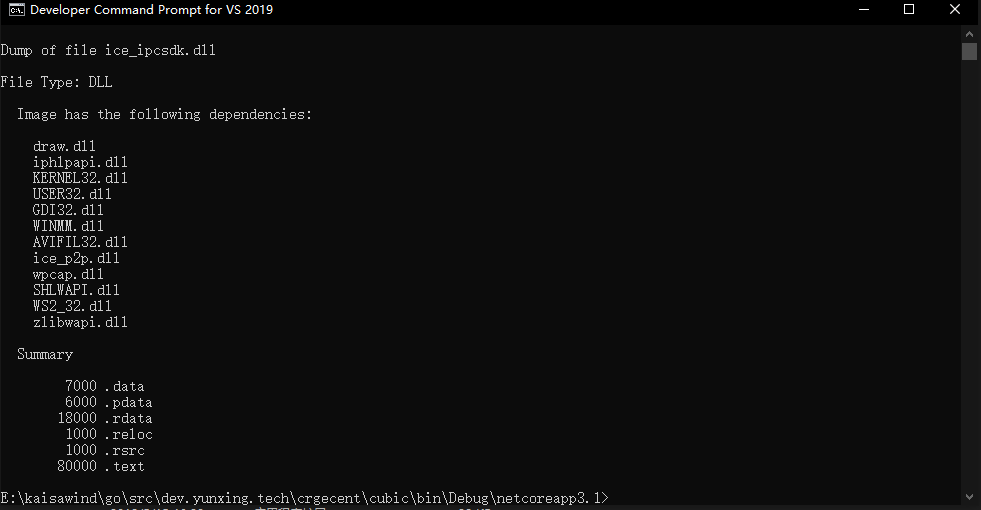 Developer Command Prompt for VS 2019
Dump of file ice_ipcsdk.dll
File Type: DLL
Image has the following dependencies:
draw.dll
iphlpapi.dll
KERNEL32.dll
USER32.dll
GDI32.dll
WINMM.dll
AVIFIL32.dll
ice_p2p.dll
wpcap.dll
SHLWAPI.dll
WS2_32.dll
zlibwapi.dll
Summary
7000 .data
6000 .pdata
18000 .rdata
1000 .reloc
1000 .rsrc
80000 .text
E:\kaisawind\go\src\dev.yunxing.tech\crgecent\cubic\bin\Debug\netcoreapp3.1>